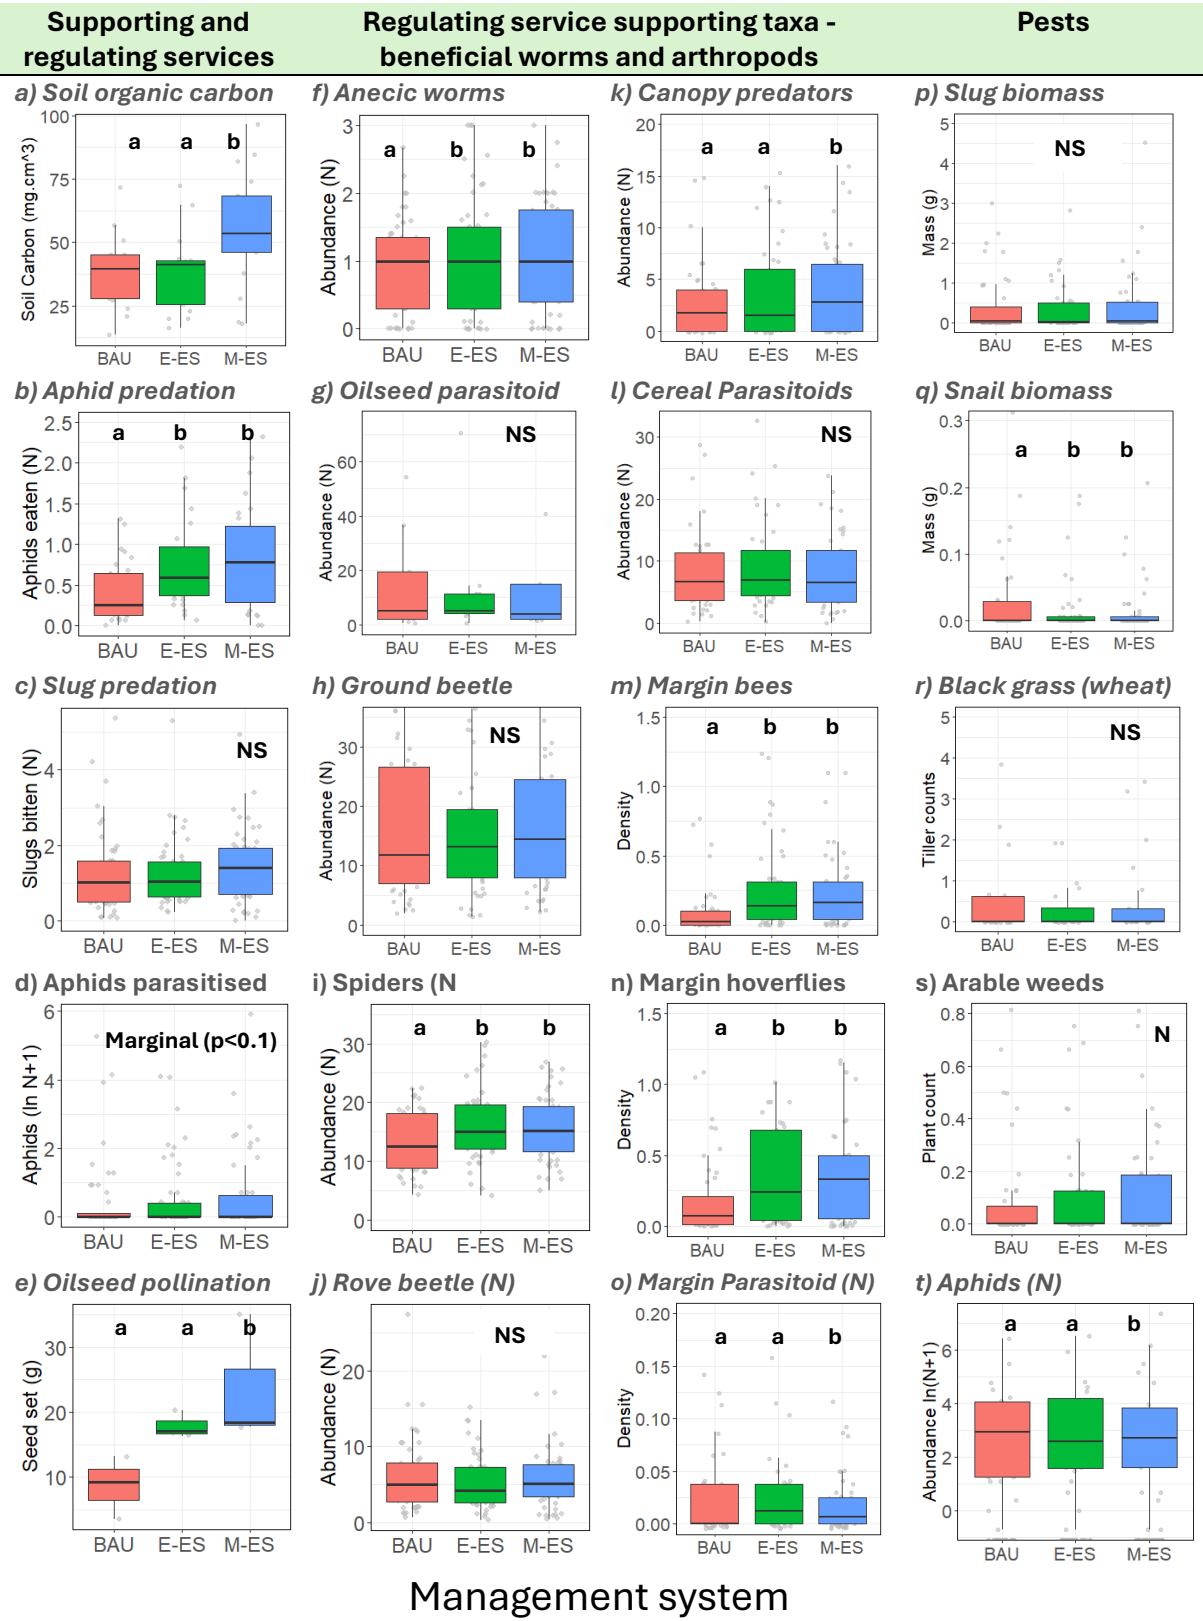 Supporting and
regulating services
Regulating service supporting taxa -
beneficial worms and arthropods
Pests
a) Soil organic carbon
Soil Carbon (mg.cm^3)
100
75
50
25
a a b
BAU E-ES M-ES
b) Aphid predation
Aphids eaten (N)
2.5
2.0
1.5
1.0
0.5
0.0
a b b
BAU E-ES M-ES
c) Slug predation
Slugs bitten (N)
4
2
0
NS
BAU E-ES M-ES
d) Aphids parasitised
Aphids (ln N+1)
6
4
2
0
Marginal (p<0.1)
BAU E-ES M-ES
e) Oilseed pollination
Seed set (g)
30
20
10
a a b
BAU E-ES M-ES
f) Anecic worms
Abundance (N)
3
2
1
0
a b b
BAU E-ES M-ES
g) Oilseed parasitoid
Abundance (N)
60
40
20
0
NS
BAU E-ES M-ES
h) Ground beetle
Abundance (N)
30
20
10
0
NS
BAU E-ES M-ES
i) Spiders (N
Abundance (N)
30
20
10
0
a b b
BAU E-ES M-ES
j) Rove beetle (N)
Abundance (N)
20
10
0
NS
BAU E-ES M-ES
k) Canopy predators
Abundance (N)
20
15
10
5
0
a a b
BAU E-ES M-ES
l) Cereal Parasitoids
Abundance (N)
30
20
10
0
NS
BAU E-ES M-ES
m) Margin bees
Density
1.5
1.0
0.5
0.0
a b b
BAU E-ES M-ES
n) Margin hoverflies
Density
1.5
1.0
0.5
0.0
a b b
BAU E-ES M-ES
o) Margin Parasitoid (N)
Density
0.20
0.15
0.10
0.05
0.00
a a b
BAU E-ES M-ES
p) Slug biomass
Mass (g)
5
4
3
2
1
0
NS
BAU E-ES M-ES
q) Snail biomass
Mass (g)
0.3
0.2
0.1
0.0
a b b
BAU E-ES M-ES
r) Black grass (wheat)
Tiller counts
5
4
3
2
1
0
NS
BAU E-ES M-ES
s) Arable weeds
Plant count
0.8
0.6
0.4
0.2
0.0
N
BAU E-ES M-ES
t) Aphids (N)
Abundance ln(N+1)
6
4
2
0
a a b
BAU E-ES M-ES
Management system